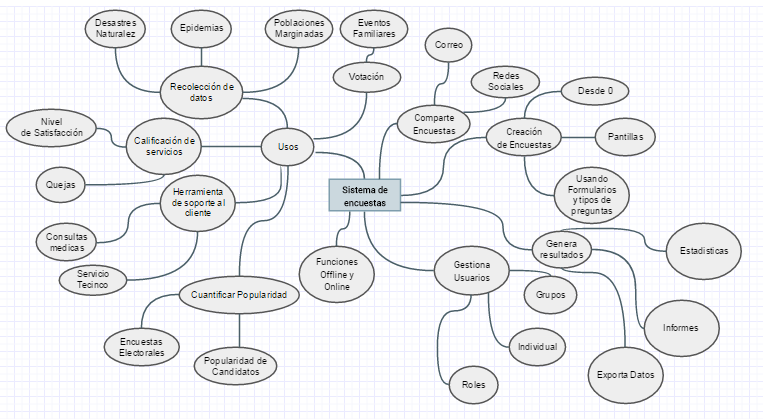 Desastres
Naturalez
Epidemias
Poblaciones
Marginadas
Eventos
Familiares
Correo
Redes
Sociales
Recolección de
datos
Votación
Desde 0
Nivel
de Satisfacción
Calificación de
servicios
Usos
Comparte
Encuestas
Creación
de Encuestas
Pantillas
Quejas
Herramienta
de soporte al
cliente
Sistema de
encuestas
Usando
Formularios
y tipos de
preguntas
Consultas
medicas
Servicio
Tecinco
Funciones
Offline y
Online
Gestiona
Usuarios
Genera
resultados
Estadisticas
Cuantificar Popularidad
Grupos
Informes
Encuestas
Electorales
Popularidad de
Candidatos
Individual
Roles
Exporta Datos